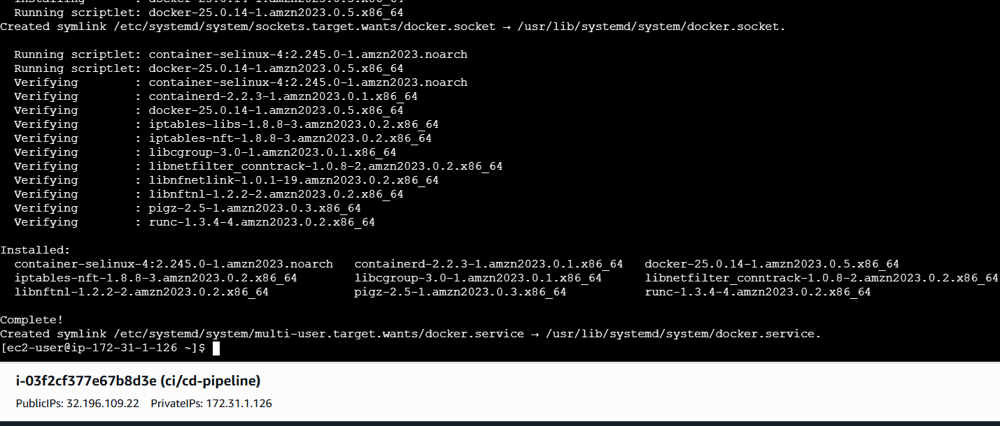 Installing : docker-25.0.14-1.amzn2023.0.5.x86_64
Running scriptlet: docker-25.0.14-1.amzn2023.0.5.x86_64
Created symlink /etc/systemd/system/sockets.target.wants/docker.socket → /usr/lib/systemd/system/docker.socket.
Running scriptlet: container-selinux-4:2.245.0-1.amzn2023.noarch
Running scriptlet: docker-25.0.14-1.amzn2023.0.5.x86_64
Verifying : container-selinux-4:2.245.0-1.amzn2023.noarch
Verifying : containerd-2.2.3-1.amzn2023.0.1.x86_64
Verifying : docker-25.0.14-1.amzn2023.0.5.x86_64
Verifying : iptables-libs-1.8.8-3.amzn2023.0.2.x86_64
Verifying : iptables-nft-1.8.8-3.amzn2023.0.2.x86_64
Verifying : libcgroup-3.0-1.amzn2023.0.1.x86_64
Verifying : libnetfilter_conntrack-1.0.8-2.amzn2023.0.2.x86_64
Verifying : libnfnetlink-1.0.1-19.amzn2023.0.2.x86_64
Verifying : libnftnl-1.2.2-2.amzn2023.0.2.x86_64
Verifying : pigz-2.5-1.amzn2023.0.3.x86_64
Verifying : runc-1.3.4-4.amzn2023.0.2.x86_64
Installed:
container-selinux-4:2.245.0-1.amzn2023.noarch containerd-2.2.3-1.amzn2023.0.1.x86_64 docker-25.0.14-1.amzn2023.0.5.x86_64
iptables-nft-1.8.8-3.amzn2023.0.2.x86_64 libcgroup-3.0-1.amzn2023.0.1.x86_64 libnetfilter_conntrack-1.0.8-2.amzn2023.0.2.x86_64
libnftnl-1.2.2-2.amzn2023.0.2.x86_64 pigz-2.5-1.amzn2023.0.3.x86_64 runc-1.3.4-4.amzn2023.0.2.x86_64
Complete!
Created symlink /etc/systemd/system/multi-user.target.wants/docker.service → /usr/lib/systemd/system/docker.service.
[ec2-user@ip-172-31-1-126 ~]$
i-03f2cf377e67b8d3e (ci/cd-pipeline)
PublicIPs: 32.196.109.22 PrivateIPs: 172.31.1.126